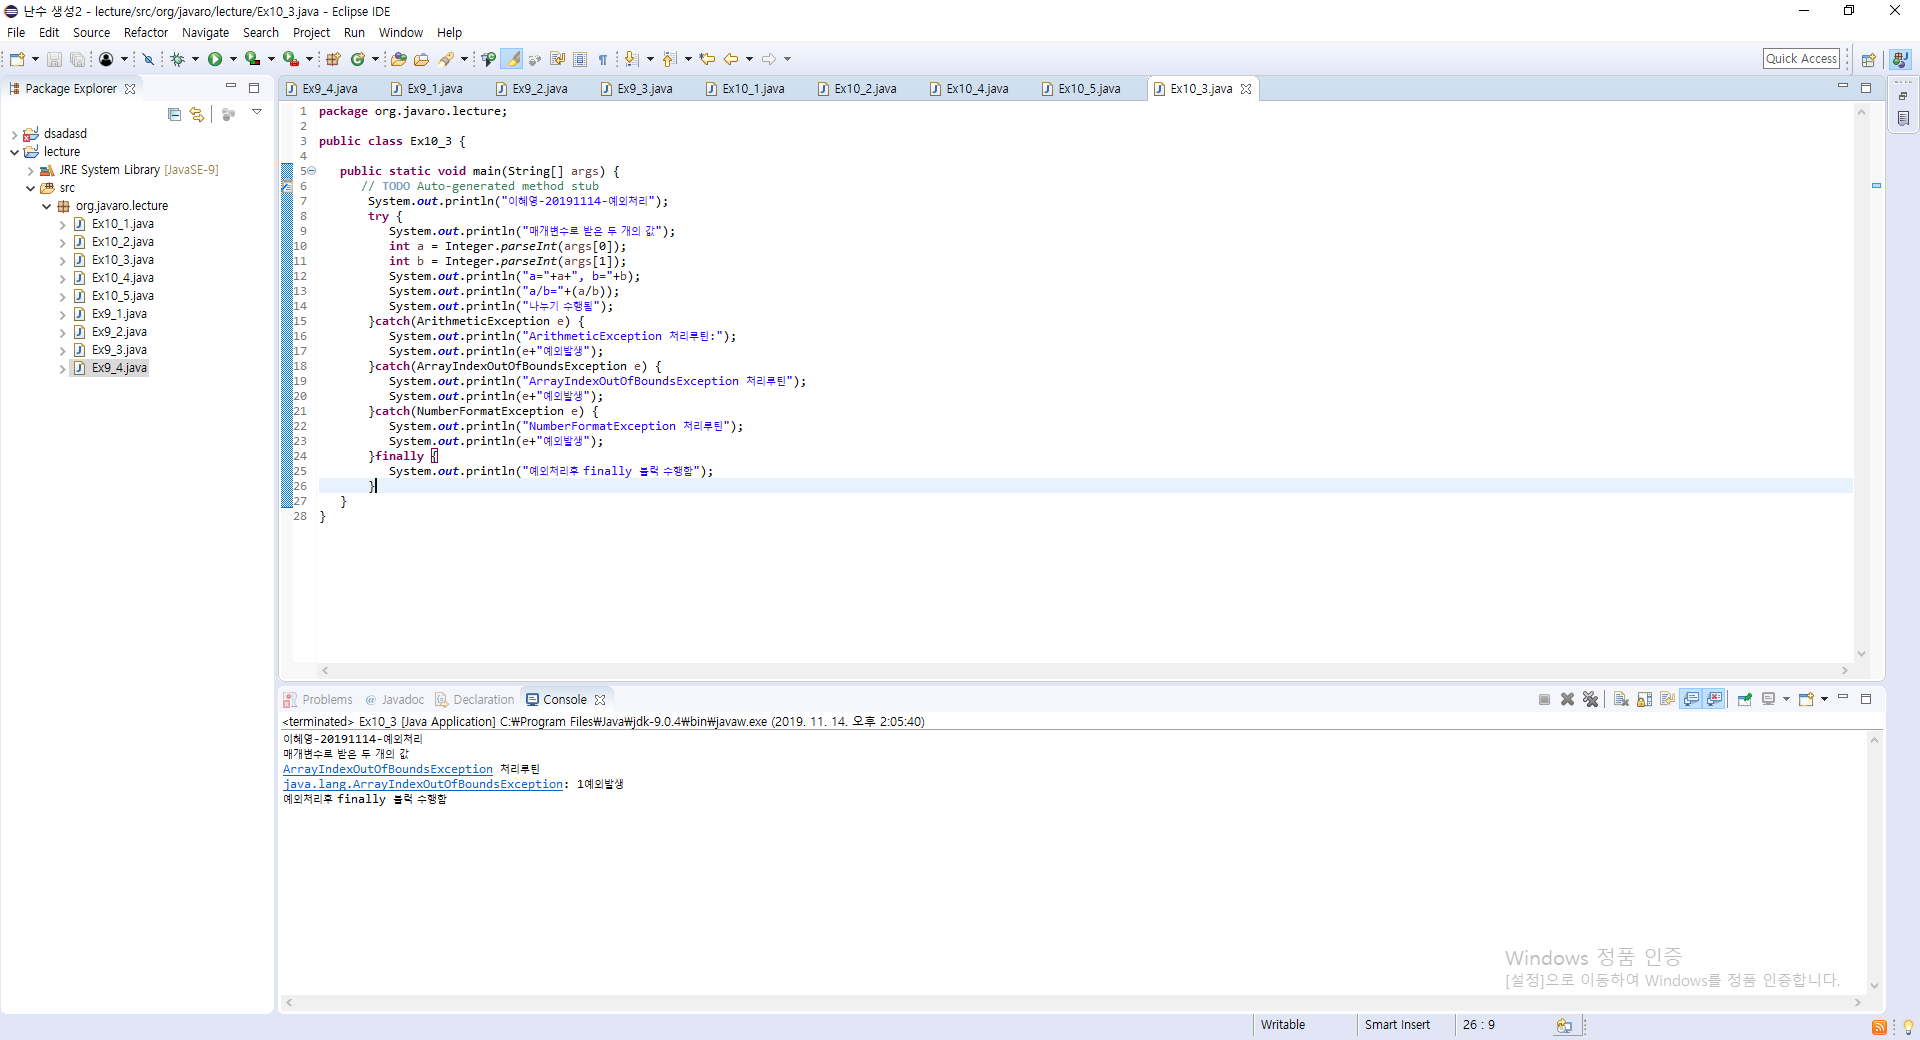 난수 생성2 - lecture/src/org/javaro/lecture/Ex10_3.java - Eclipse IDE
File Edit Source Refactor Navigate Search Project Run Window Help
Quick Access
Package Explorer
dsadasd
lecture
JRE System Library [JavaSE-9]
src
org.javaro.lecture
Ex10_1.java
Ex10_2.java
Ex10_3.java
Ex10_4.java
Ex10_5.java
Ex9_1.java
Ex9_2.java
Ex9_3.java
Ex9_4.java
Ex9_4.java Ex9_1.java Ex9_2.java Ex9_3.java Ex10_1.java Ex10_2.java Ex10_4.java Ex10_5.java Ex10_3.java
1 package org.javaro.lecture;
2
3 public class Ex10_3 {
4
5 public static void main(String[] args) {
6 // TODO Auto-generated method stub
7 System.out.println("이혜영-20191114-예외처리");
8 try {
9 System.out.println("매개변수로 받은 두 개의 값");
10 int a = Integer.parseInt(args[0]);
11 int b = Integer.parseInt(args[1]);
12 System.out.println("a="+a+", b="+b);
13 System.out.println("a/b="+(a/b));
14 System.out.println("나누기 수행됨");
15 }catch(ArithmeticException e) {
16 System.out.println("ArithmeticException 처리루틴:");
17 System.out.println(e+"예외발생");
18 }catch(ArrayIndexOutOfBoundsException e) {
19 System.out.println("ArrayIndexOutOfBoundsException 처리루틴");
20 System.out.println(e+"예외발생");
21 }catch(NumberFormatException e) {
22 System.out.println("NumberFormatException 처리루틴");
23 System.out.println(e+"예외발생");
24 }finally {
25 System.out.println("예외처리후 finally 블럭 수행함");
26 }
27 }
28 }
Problems @ Javadoc Declaration Console
<terminated> Ex10_3 [Java Application] C:₩Program Files₩Java₩jdk-9.0.4₩bin₩javaw.exe (2019. 11. 14. 오후 2:05:40)
이혜영-20191114-예외처리
매개변수로 받은 두 개의 값
ArrayIndexOutOfBoundsException 처리루틴
java.lang.ArrayIndexOutOfBoundsException: 1예외발생
예외처리후 finally 블럭 수행함
Windows 정품 인증
[설정]으로 이동하여 Windows를 정품 인증합니다.
Writable Smart Insert 26 : 9